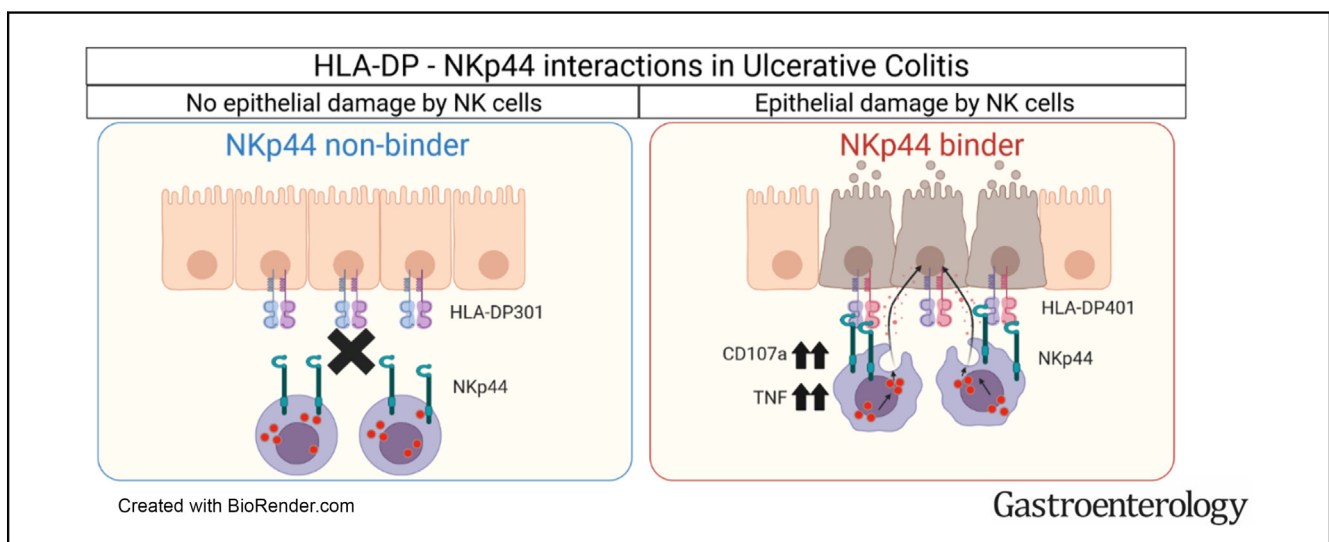 HLA-DP - NKp44 interactions in Ulcerative Colitis
No epithelial damage by NK cells
Epithelial damage by NK cells
NKp44 non-binder
HLA-DP301
NKp44
NKp44 binder
HLA-DP401
CD107a
NKp44
TNF
Created with BioRender.com
Gastroenterology